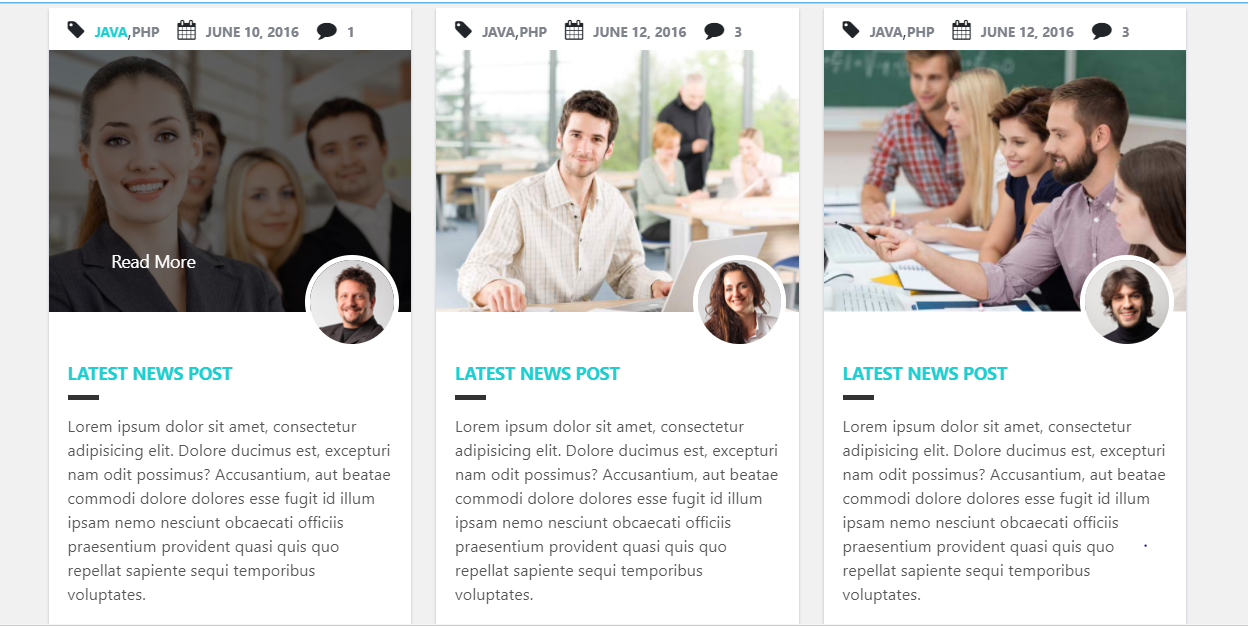 JAVA,PHP JUNE 10, 2016 1
Read More
LATEST NEWS POST
Lorem ipsum dolor sit amet, consectetur
adipisicing elit. Dolore ducimus est, excepturi
nam odit possimus? Accusantium, aut beatae
commodi dolore dolores esse fugit id illum
ipsam nemo nesciunt obcaecati officiis
praesentium provident quasi quis quo
repellat sapiente sequi temporibus
voluptates.
JAVA,PHP JUNE 12, 2016 3
LATEST NEWS POST
Lorem ipsum dolor sit amet, consectetur
adipisicing elit. Dolore ducimus est, excepturi
nam odit possimus? Accusantium, aut beatae
commodi dolore dolores esse fugit id illum
ipsam nemo nesciunt obcaecati officiis
praesentium provident quasi quis quo
repellat sapiente sequi temporibus
voluptates.
JAVA,PHP JUNE 12, 2016 3
LATEST NEWS POST
Lorem ipsum dolor sit amet, consectetur
adipisicing elit. Dolore ducimus est, excepturi
nam odit possimus? Accusantium, aut beatae
commodi dolore dolores esse fugit id illum
ipsam nemo nesciunt obcaecati officiis
praesentium provident quasi quis quo
repellat sapiente sequi temporibus
voluptates.